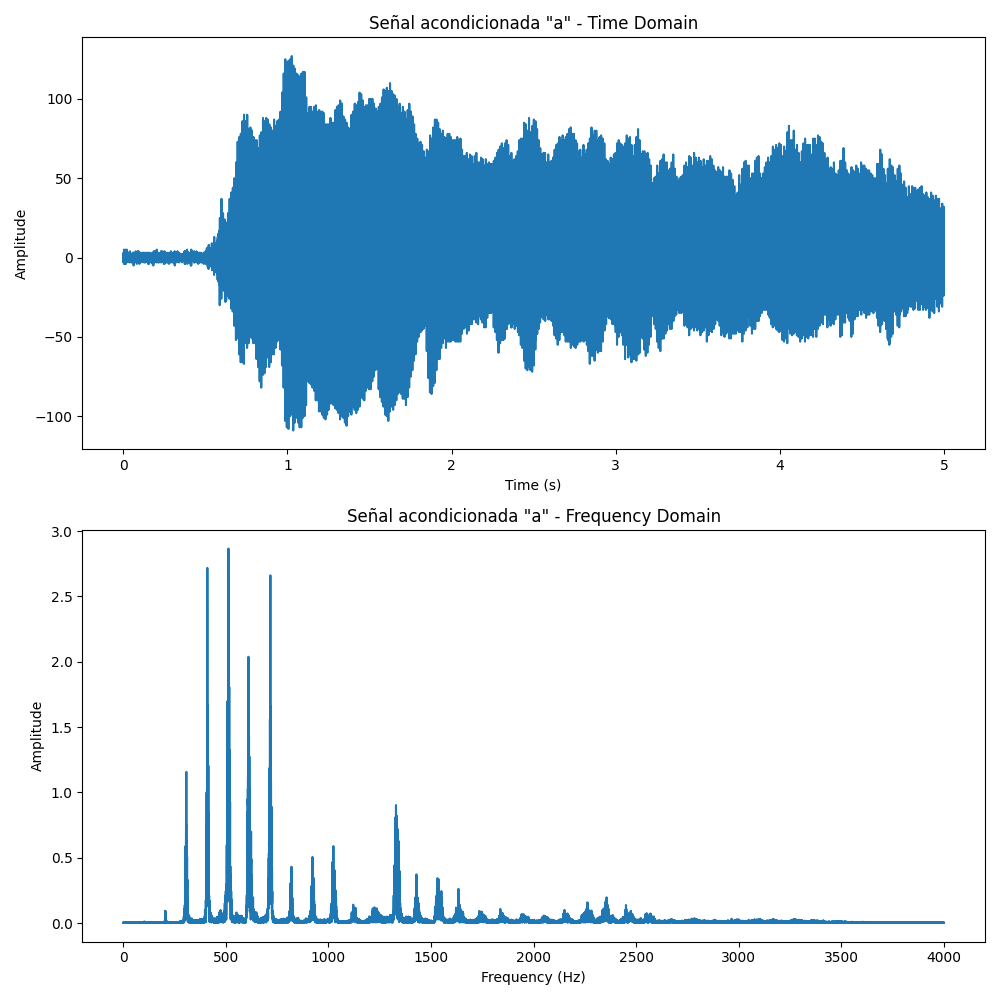 Señal acondicionada "a" - Time Domain
Amplitude
100
50
0
−50
−100
0 1 2 3 4 5
Time (s)
Señal acondicionada "a" - Frequency Domain
Amplitude
3.0
2.5
2.0
1.5
1.0
0.5
0.0
0 500 1000 1500 2000 2500 3000 3500 4000
Frequency (Hz)